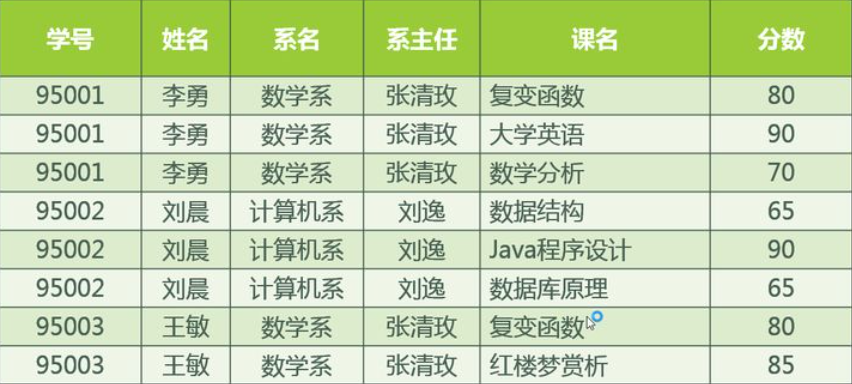 学号 姓名 系名 系主任 课名 分数
95001 李勇 数学系 张清玫 复变函数 80
95001 李勇 数学系 张清玫 大学英语 90
95001 李勇 数学系 张清玫 数学分析 70
95002 刘晨 计算机系 刘逸 数据结构 65
95002 刘晨 计算机系 刘逸 Java程序设计 90
95002 刘晨 计算机系 刘逸 数据库原理 65
95003 王敏 数学系 张清玫 复变函数 80
95003 王敏 数学系 张清玫 红楼梦赏析 85